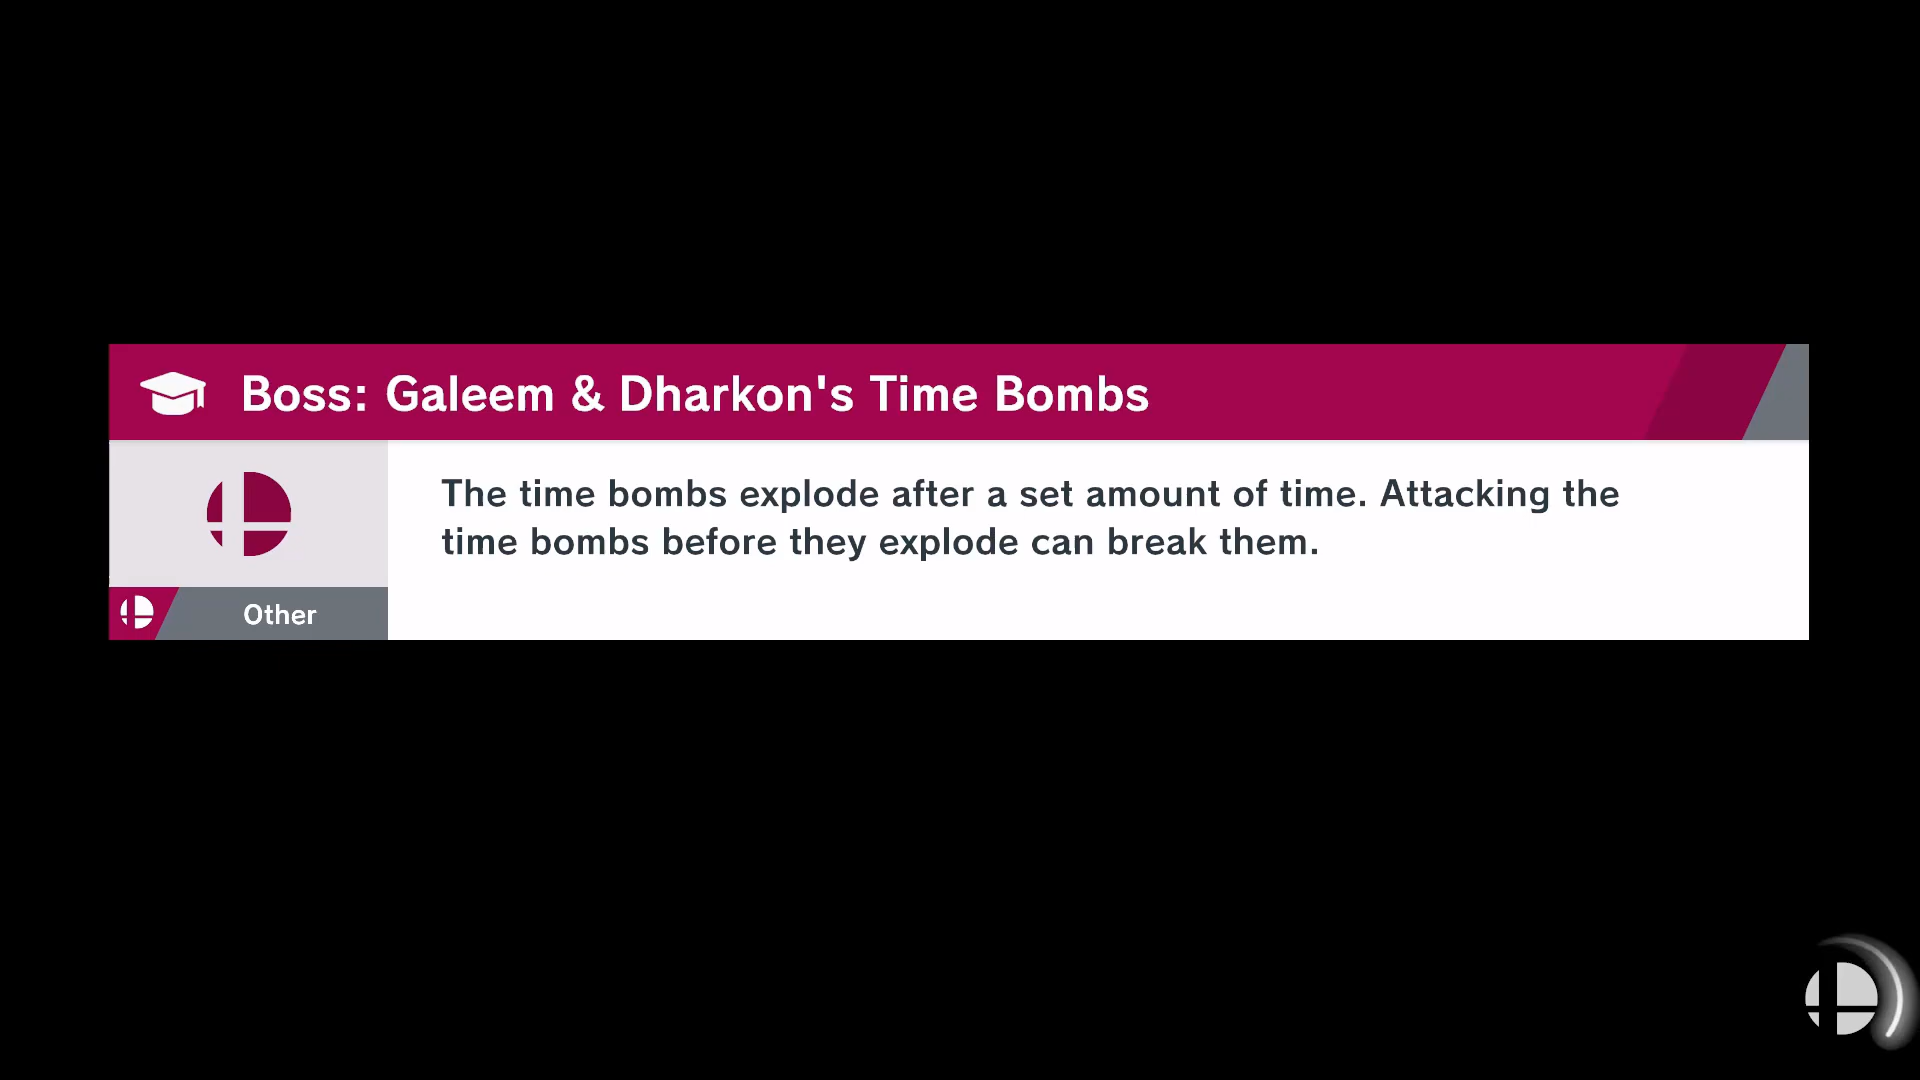 Boss: Galeem & Dharkon's Time Bombs
The time bombs explode after a set amount of time. Attacking the
time bombs before they explode can break them.
Other